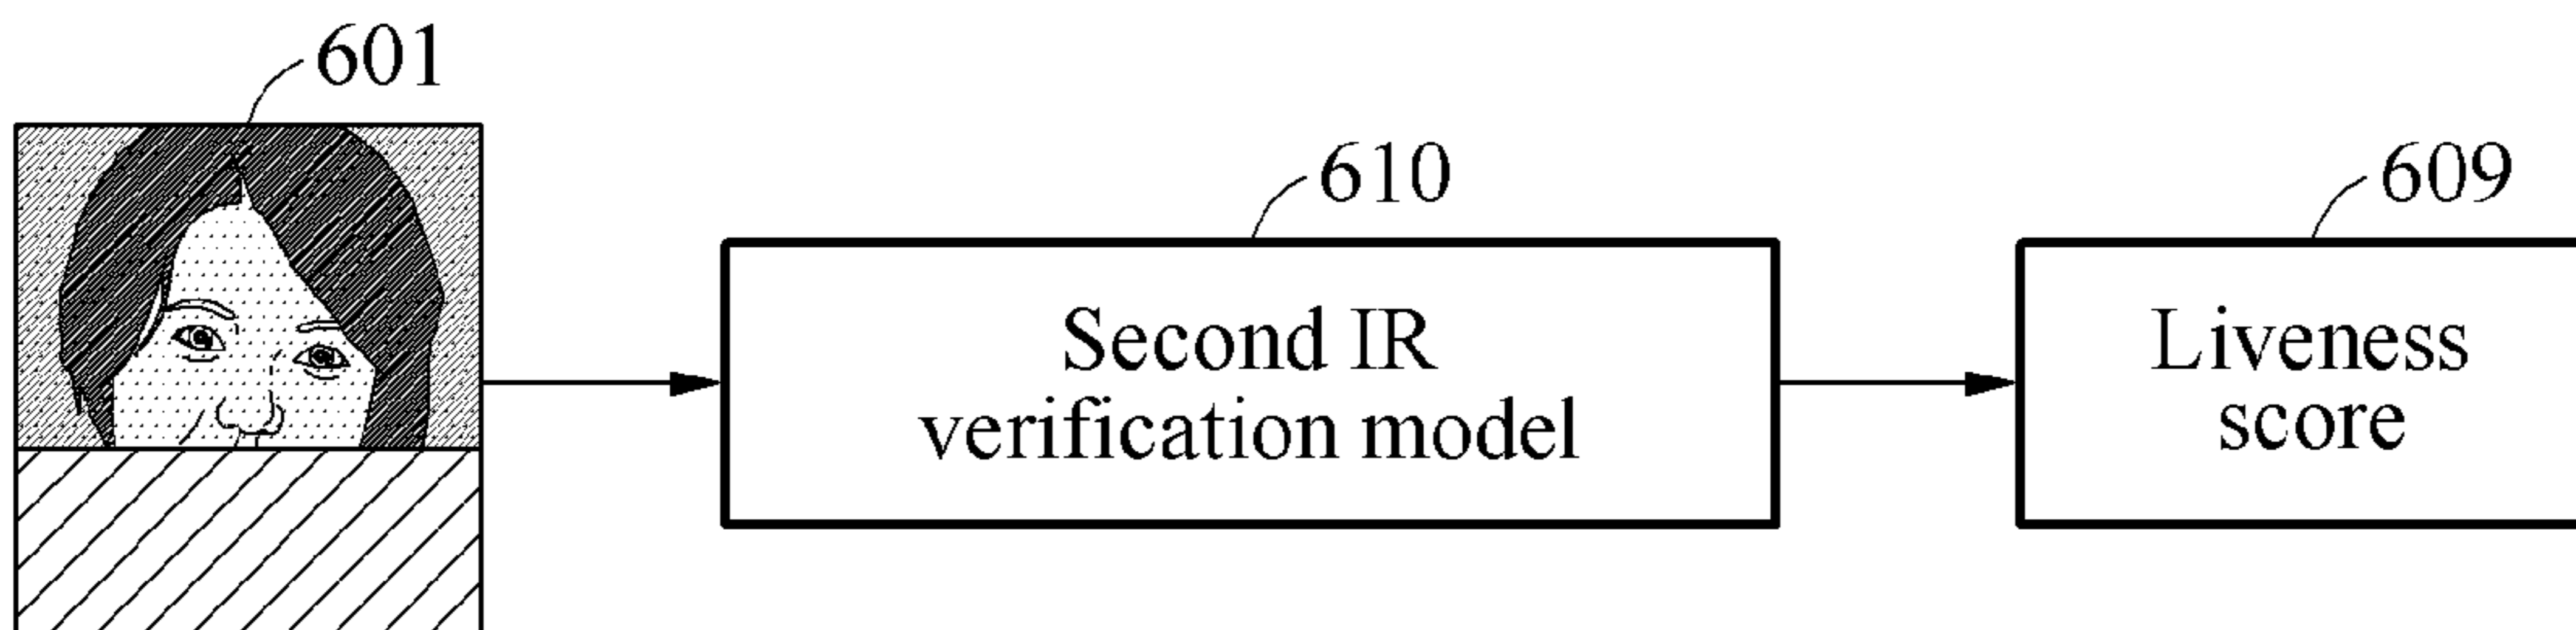 601
610
609
Second IR
verification model
Liveness
score